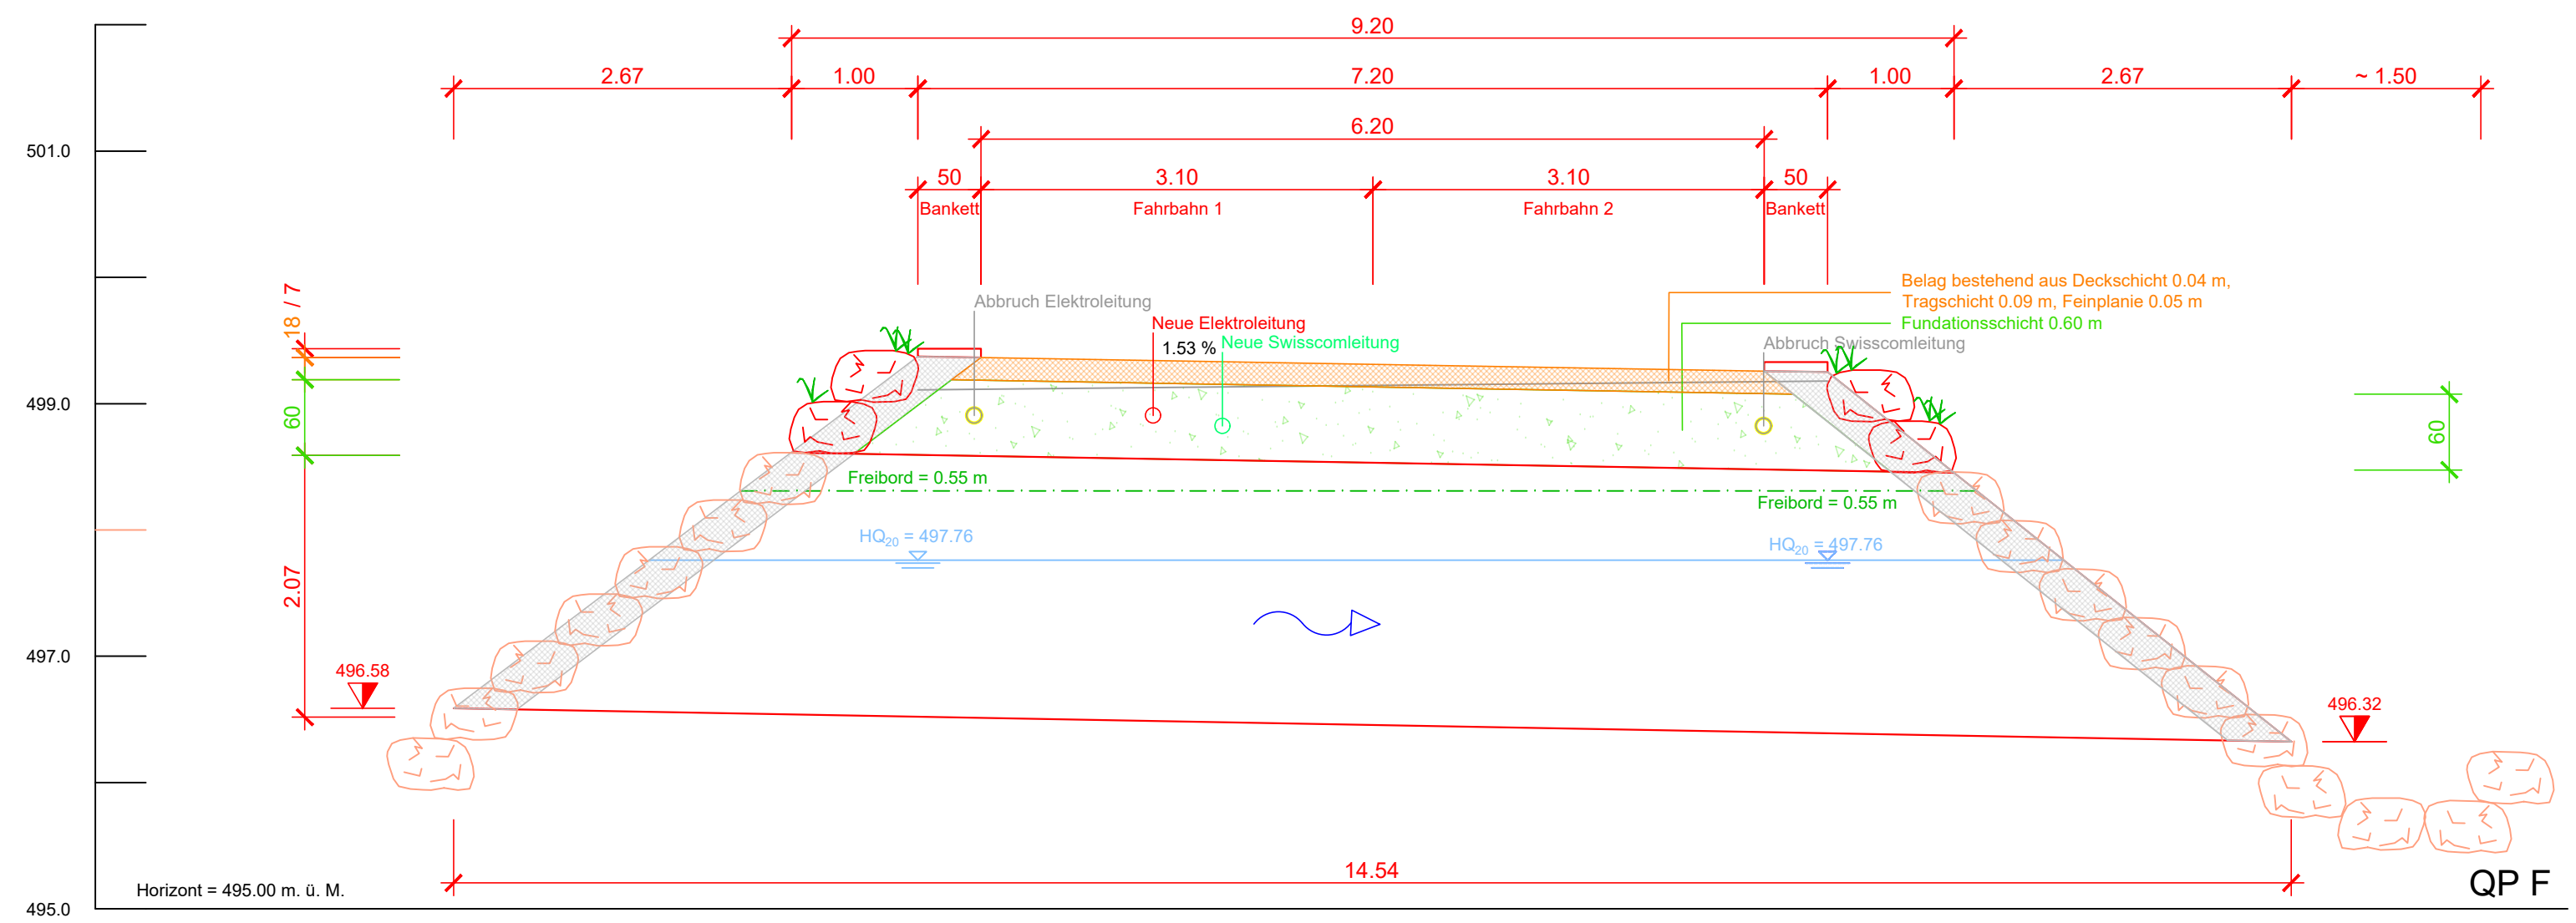 9.20
2.67
1.00
7.20
1.00
2.67
~ 1.50
6.20
501.0
50
3.10
3.10
50
Bankett
Fahrbahn 1
Fahrbahn 2
Bankett
18 / 7
Abbruch Elektroleitung
Belag bestehend aus Deckschicht 0.04 m,
Tragschicht 0.09 m, Feinplanie 0.05 m
Neue Elektroleitung
Fundationsschicht 0.60 m
1.53 %
Neue Swisscomleitung
Abbruch Swisscomleitung
499.0
60
60
Freibord = 0.55 m
Freibord = 0.55 m
HQ20 = 497.76
HQ20 = 497.76
2.07
497.0
496.58
496.32
14.54
Horizont = 495.00 m. ü. M.
QP F
495.0